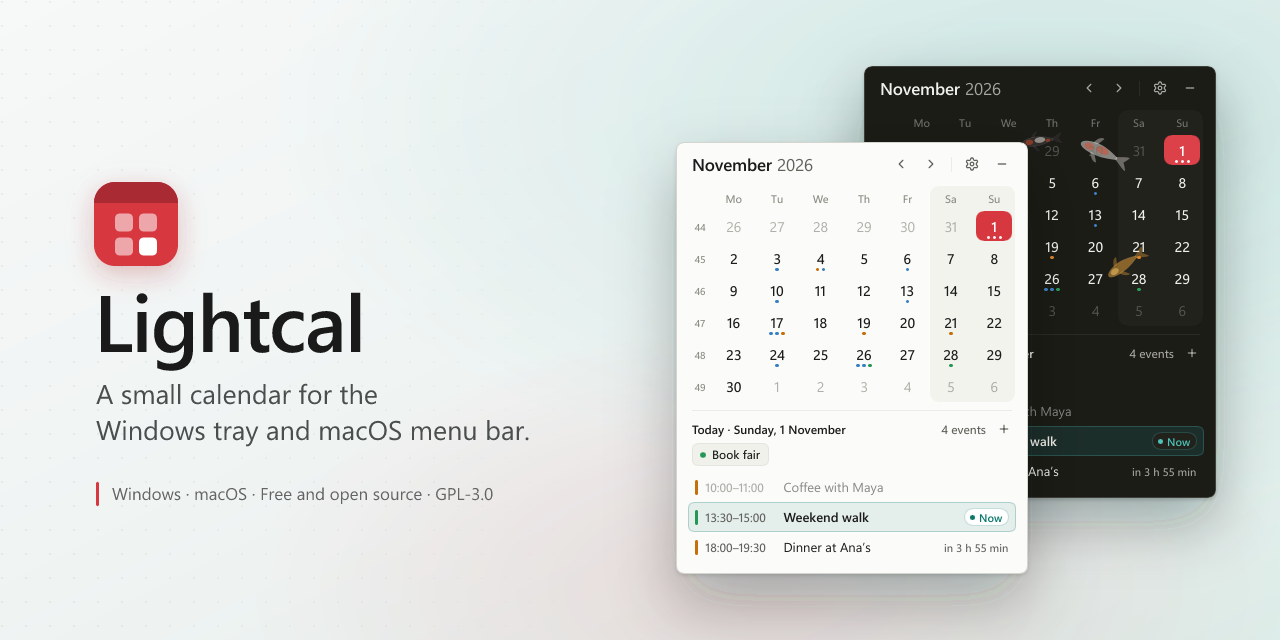 Lightcal
A small calendar for the
Windows tray and macOS menu bar.
Windows · macOS · Free and open source · GPL-3.0
November 2026
Mo Tu We Th Fr Sa Su
44 26 27 28 29 30 31 1
45 2 3 4 5 6 7 8
46 9 10 11 12 13 14 15
47 16 17 18 19 20 21 22
48 23 24 25 26 27 28 29
49 30 1 2 3 4 5 6
Today · Sunday, 1 November 4 events +
Book fair
10:00–11:00 Coffee with Maya
13:30–15:00 Weekend walk Now
18:00–19:30 Dinner at Ana's in 3 h 55 min
November 2026
Mo Tu We Th Fr Sa Su
29 31 1
5 6 7 8
12 13 14 15
19 20 21 22
26 27 28 29
3 4 5 6
4 events +
Maya
walk Now
Ana's in 3 h 55 min